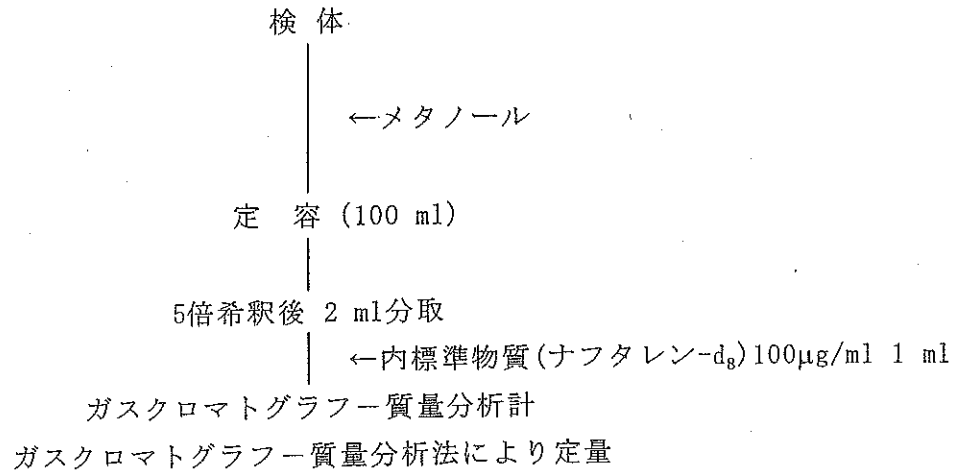 検 体
←メタノール
定 容 (100 ml)
5倍希釈後 2 ml分取
←内標準物質(ナフタレン-d₈)100μg/ml 1 ml
ガスクロマトグラフー質量分析計
ガスクロマトグラフー質量分析法により定量